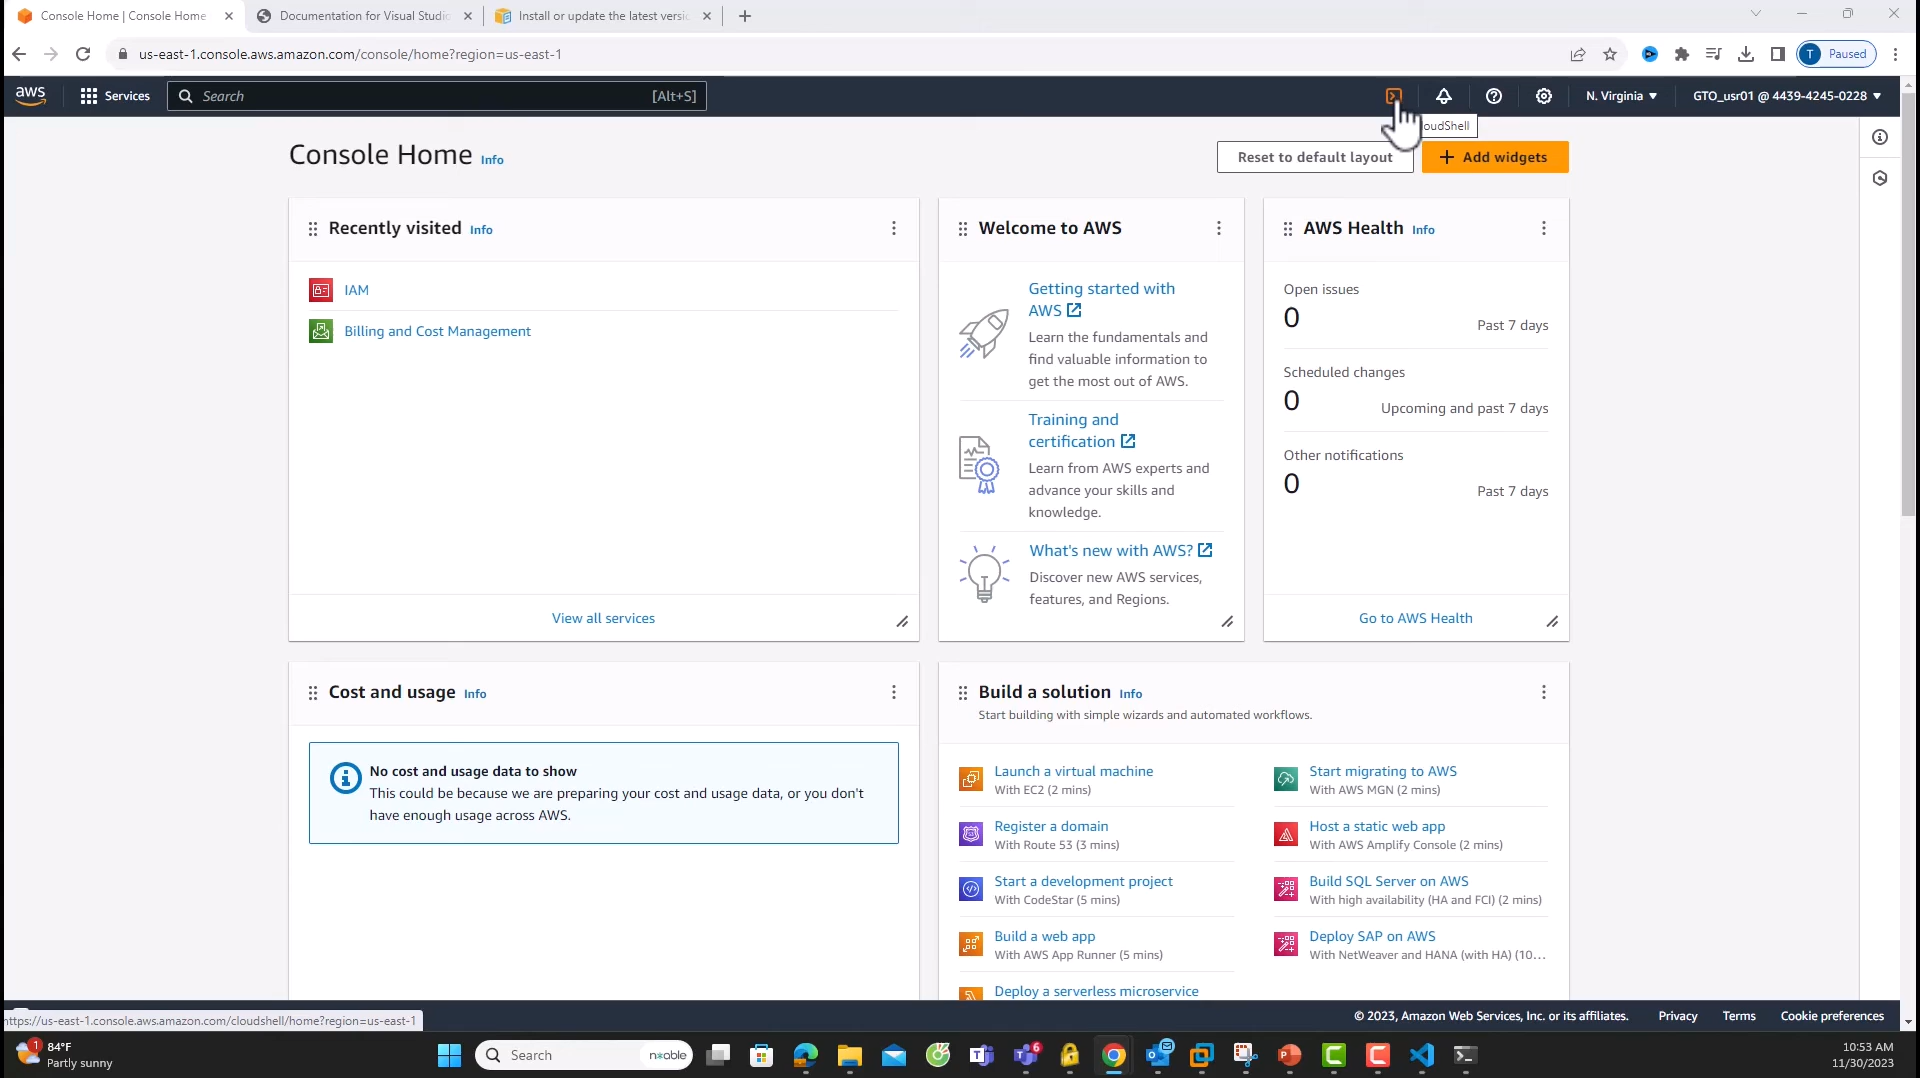 Console Home | Console Home
Documentation for Visual Studio
Install or update the latest versi
us-east-1.console.aws.amazon.com/console/home?region=us-east-1
T Paused
aws
Services
Search [Alt+S]
N. Virginia
GTO_usr01 @ 4439-4245-0228
oudShell
Console Home Info
Reset to default layout
Add widgets
Recently visited Info
IAM
Billing and Cost Management
View all services
Welcome to AWS
Getting started with
AWS
Learn the fundamentals and
find valuable information to
get the most out of AWS.
Training and
certification
Learn from AWS experts and
advance your skills and
knowledge.
What's new with AWS?
Discover new AWS services,
features, and Regions.
AWS Health Info
Open issues
0
Past 7 days
Scheduled changes
0
Upcoming and past 7 days
Other notifications
0
Past 7 days
Go to AWS Health
Cost and usage Info
No cost and usage data to show
This could be because we are preparing your cost and usage data, or you don't
have enough usage across AWS.
Build a solution Info
Start building with simple wizards and automated workflows.
Launch a virtual machine
With EC2 (2 mins)
Register a domain
With Route 53 (3 mins)
Start a development project
With CodeStar (5 mins)
Build a web app
With AWS App Runner (5 mins)
Deploy a serverless microservice
Start migrating to AWS
With AWS MGN (2 mins)
Host a static web app
With AWS Amplify Console (2 mins)
Build SQL Server on AWS
With high availability (HA and FCI) (2 mins)
Deploy SAP on AWS
With NetWeaver and HANA (with HA) (10...
https://us-east-1.console.aws.amazon.com/cloudshell/home?region=us-east-1
© 2023, Amazon Web Services, Inc. or its affiliates.
Privacy
Terms
Cookie preferences
1
84°F
Partly sunny
Search
n∞able
6
10:53 AM
11/30/2023